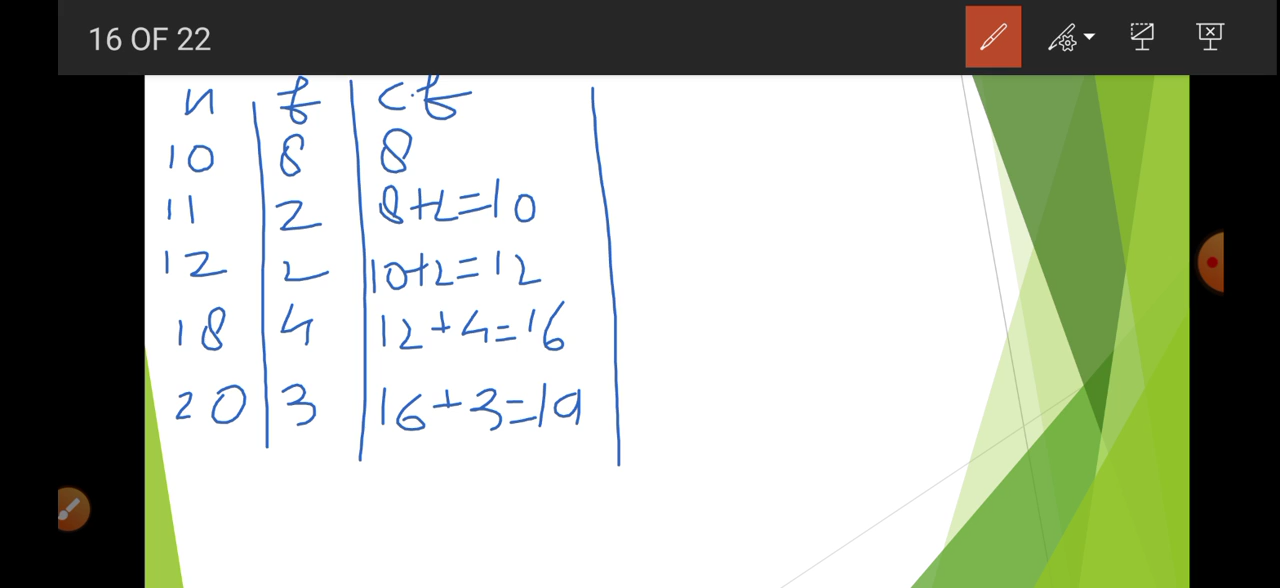 16 OF 22
x f c.f
10 8 8
11 2 8+2=10
12 2 10+2=12
18 4 12+4=16
20 3 16+3=19